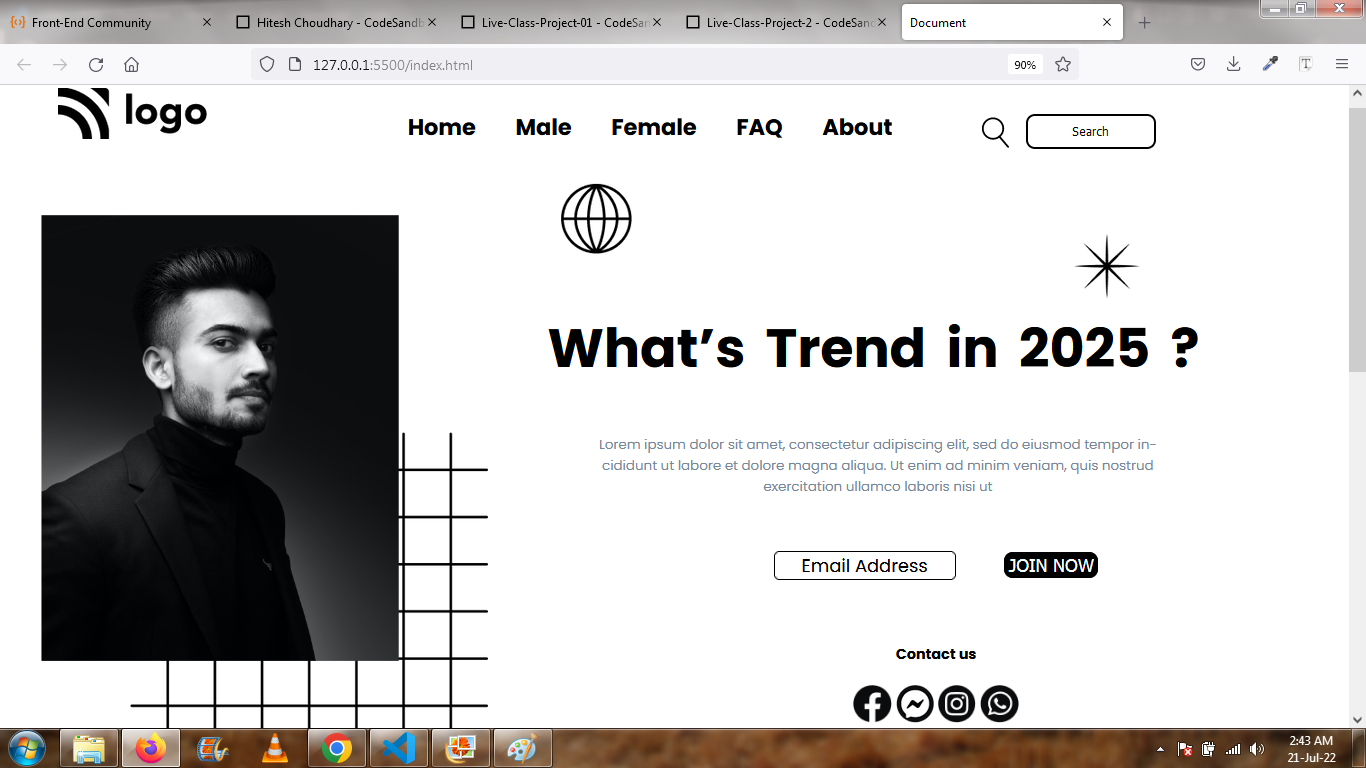 Front-End Community
Hitesh Choudhary - CodeSandb
Live-Class-Project-01 - CodeSan
Live-Class-Project-2 - CodeSand
Document
127.0.0.1:5500/index.html
90%
logo
Home
Male
Female
FAQ
About
Search
What’s Trend in 2025 ?
Lorem ipsum dolor sit amet, consectetur adipiscing elit, sed do eiusmod tempor in-
cididunt ut labore et dolore magna aliqua. Ut enim ad minim veniam, quis nostrud
exercitation ullamco laboris nisi ut
Email Address
JOIN NOW
Contact us
2:43 AM
21-Jul-22